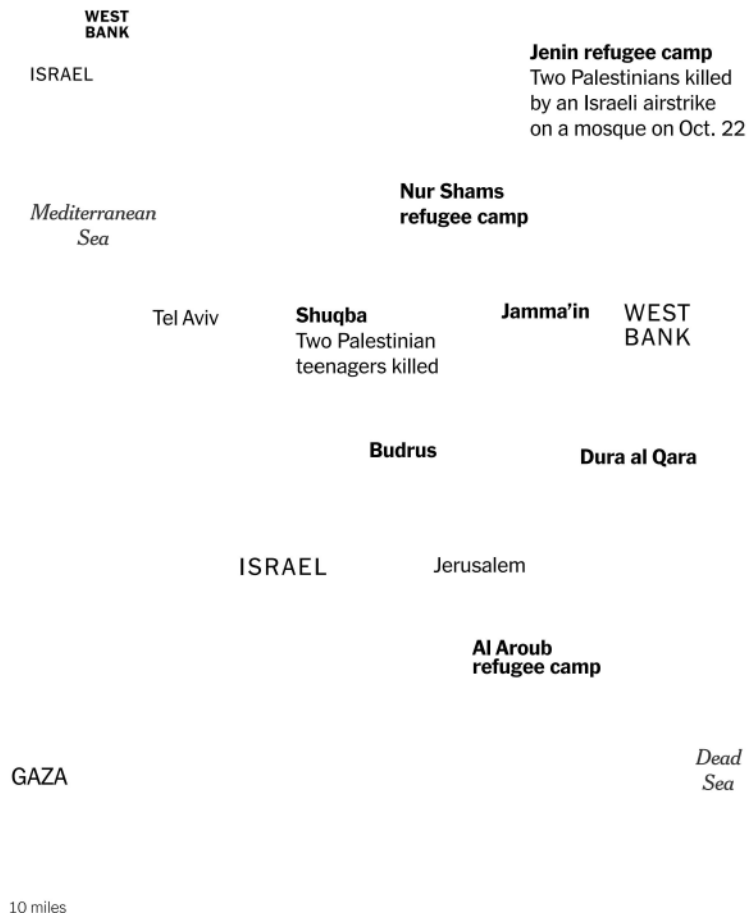 WEST
BANK
ISRAEL
Jenin refugee camp
Two Palestinians killed
by an Israeli airstrike
on a mosque on Oct. 22
Nur Shams
refugee camp
Mediterranean
Sea
Tel Aviv
Shuqba
Two Palestinian
teenagers killed
Jamma’in
WEST
BANK
Budrus
Dura al Qara
ISRAEL
Jerusalem
Al Aroub
refugee camp
Dead
Sea
GAZA
10 miles